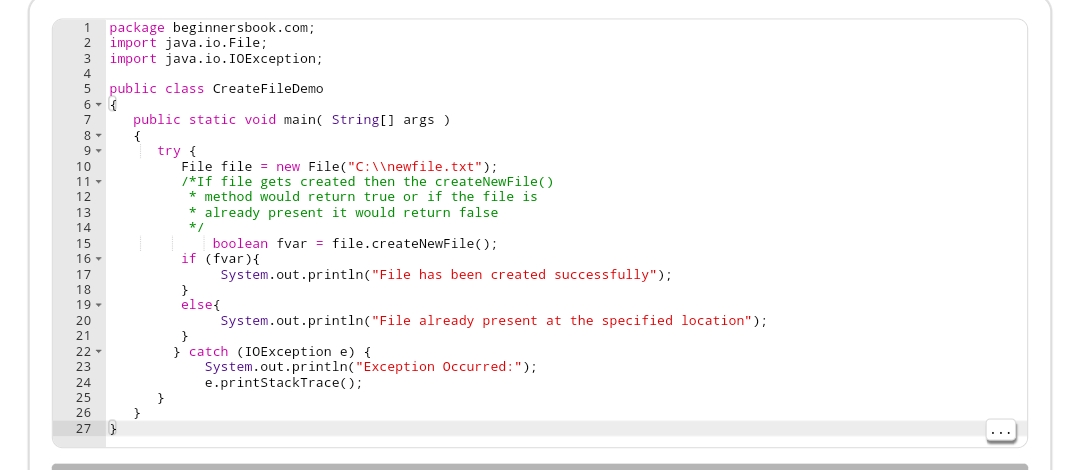 1 package beginnersbook.com;
2 import java.io.File;
3 import java.io.IOException;
4
5 public class CreateFileDemo
6 {
7 public static void main( String[] args )
8 {
9 try {
10 File file = new File("C:\\newfile.txt");
11 /*If file gets created then the createNewFile()
12 * method would return true or if the file is
13 * already present it would return false
14 */
15 boolean fvar = file.createNewFile();
16 if (fvar){
17 System.out.println("File has been created successfully");
18 }
19 else{
20 System.out.println("File already present at the specified location");
21 }
22 } catch (IOException e) {
23 System.out.println("Exception Occurred:");
24 e.printStackTrace();
25 }
26 }
27 }
...